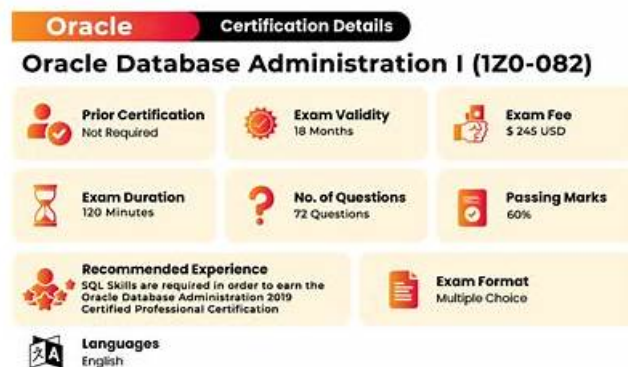 Oracle
Certification Details
Oracle Database Administration I (1Z0-082)
Prior Certification
Not Required
Exam Validity
18 Months
Exam Fee
$ 245 USD
Exam Duration
120 Minutes
No. of Questions
72 Questions
Passing Marks
60%
Recommended Experience
SQL Skills are required in order to earn the
Oracle Database Administration 2019
Certified Professional Certification
Exam Format
Multiple Choice
文A
Languages
English